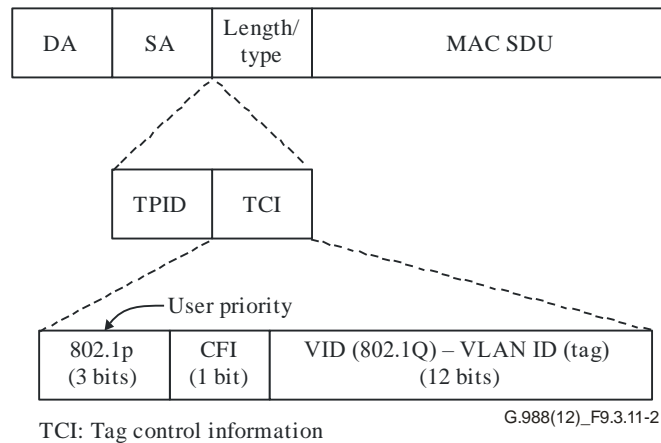 DA SA Length/ type MAC SDU
TPID TCI
User priority
802.1p CFI VID (802.1Q) – VLAN ID (tag)
(3 bits) (1 bit) (12 bits)
G.988(12)_F9.3.11-2
TCI: Tag control information